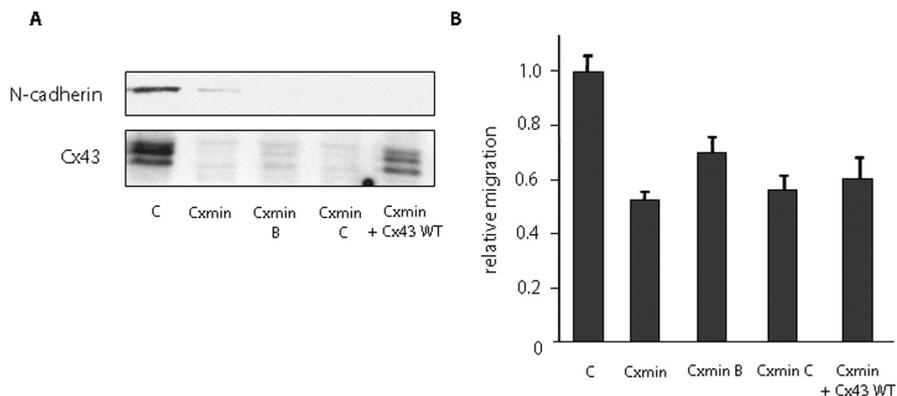 A
N-cadherin
Cx43
C
Cxmin
Cxmin
B
Cxmin
C
Cxmin
+ Cx43 WT
B
relative migration
1.0
0.8
0.6
0.4
0.2
0
C
Cxmin
Cxmin B
Cxmin C
Cxmin
+ Cx43 WT